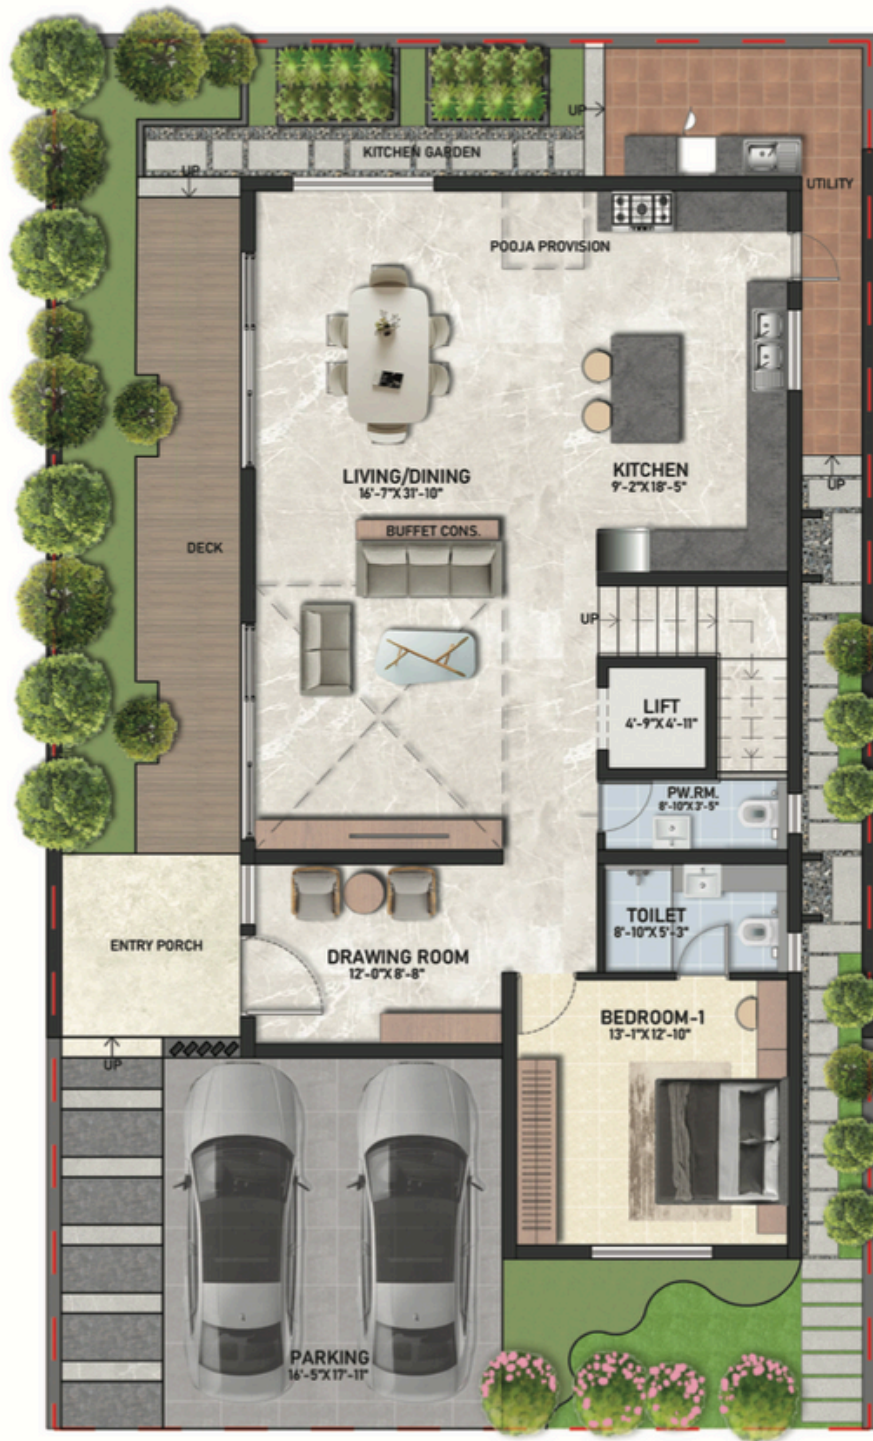 UP
KITCHEN GARDEN
UP
UTILITY
POOJA PROVISION
LIVING/DINING
16'-7"X31'-10"
KITCHEN
9'-2"X18'-5"
UP
BUFFET CONS.
DECK
UP
LIFT
4'-9"X4'-11"
PW.RM.
8'-10"X3'-5"
TOILET
8'-10"X5'-3"
ENTRY PORCH
DRAWING ROOM
12'-0"X8'-8"
BEDROOM-1
13'-1"X12'-10"
UP
PARKING
16'-5"X17'-11"